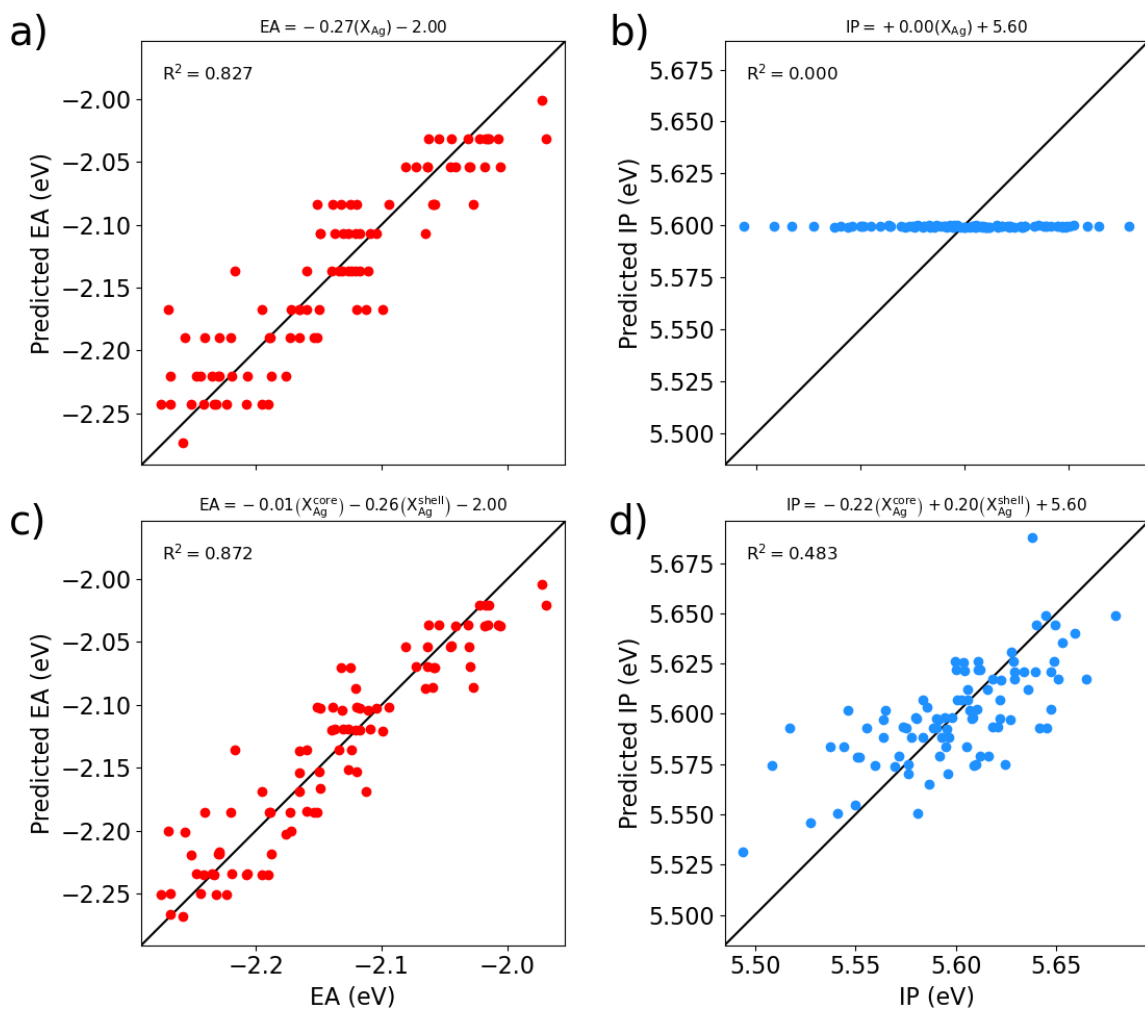 a)
EA = −0.27(X_Ag) − 2.00
R² = 0.827
−2.00
−2.05
−2.10
−2.15
−2.20
−2.25
Predicted EA (eV)
b)
IP = +0.00(X_Ag) + 5.60
R² = 0.000
5.675
5.650
5.625
5.600
5.575
5.550
5.525
5.500
Predicted IP (eV)
c)
EA = −0.01(X_Ag^core) − 0.26(X_Ag^shell) − 2.00
R² = 0.872
−2.00
−2.05
−2.10
−2.15
−2.20
−2.25
Predicted EA (eV)
−2.2 −2.1 −2.0
EA (eV)
d)
IP = −0.22(X_Ag^core) + 0.20(X_Ag^shell) + 5.60
R² = 0.483
5.675
5.650
5.625
5.600
5.575
5.550
5.525
5.500
Predicted IP (eV)
5.50 5.55 5.60 5.65
IP (eV)